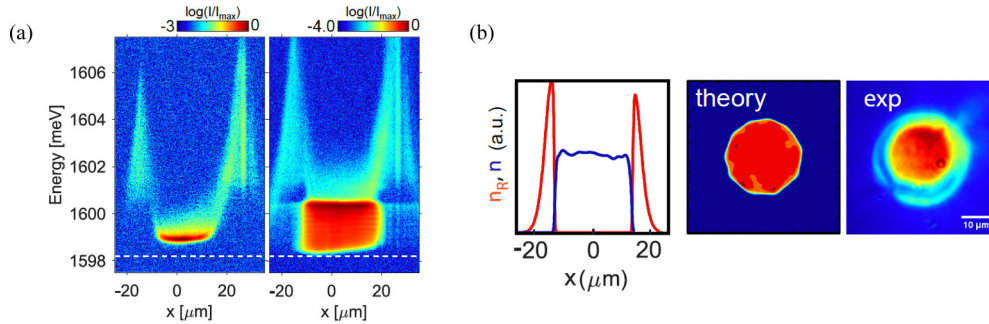 (a)
log(I/Imax)
-3 0
log(I/Imax)
-4.0 0
Energy [meV]
1606
1604
1602
1600
1598
-20 0 20
x [μm]
-20 0 20
x [μm]
(b)
nR, n (a.u.)
-20 0 20
x (μm)
theory
exp
10 μm